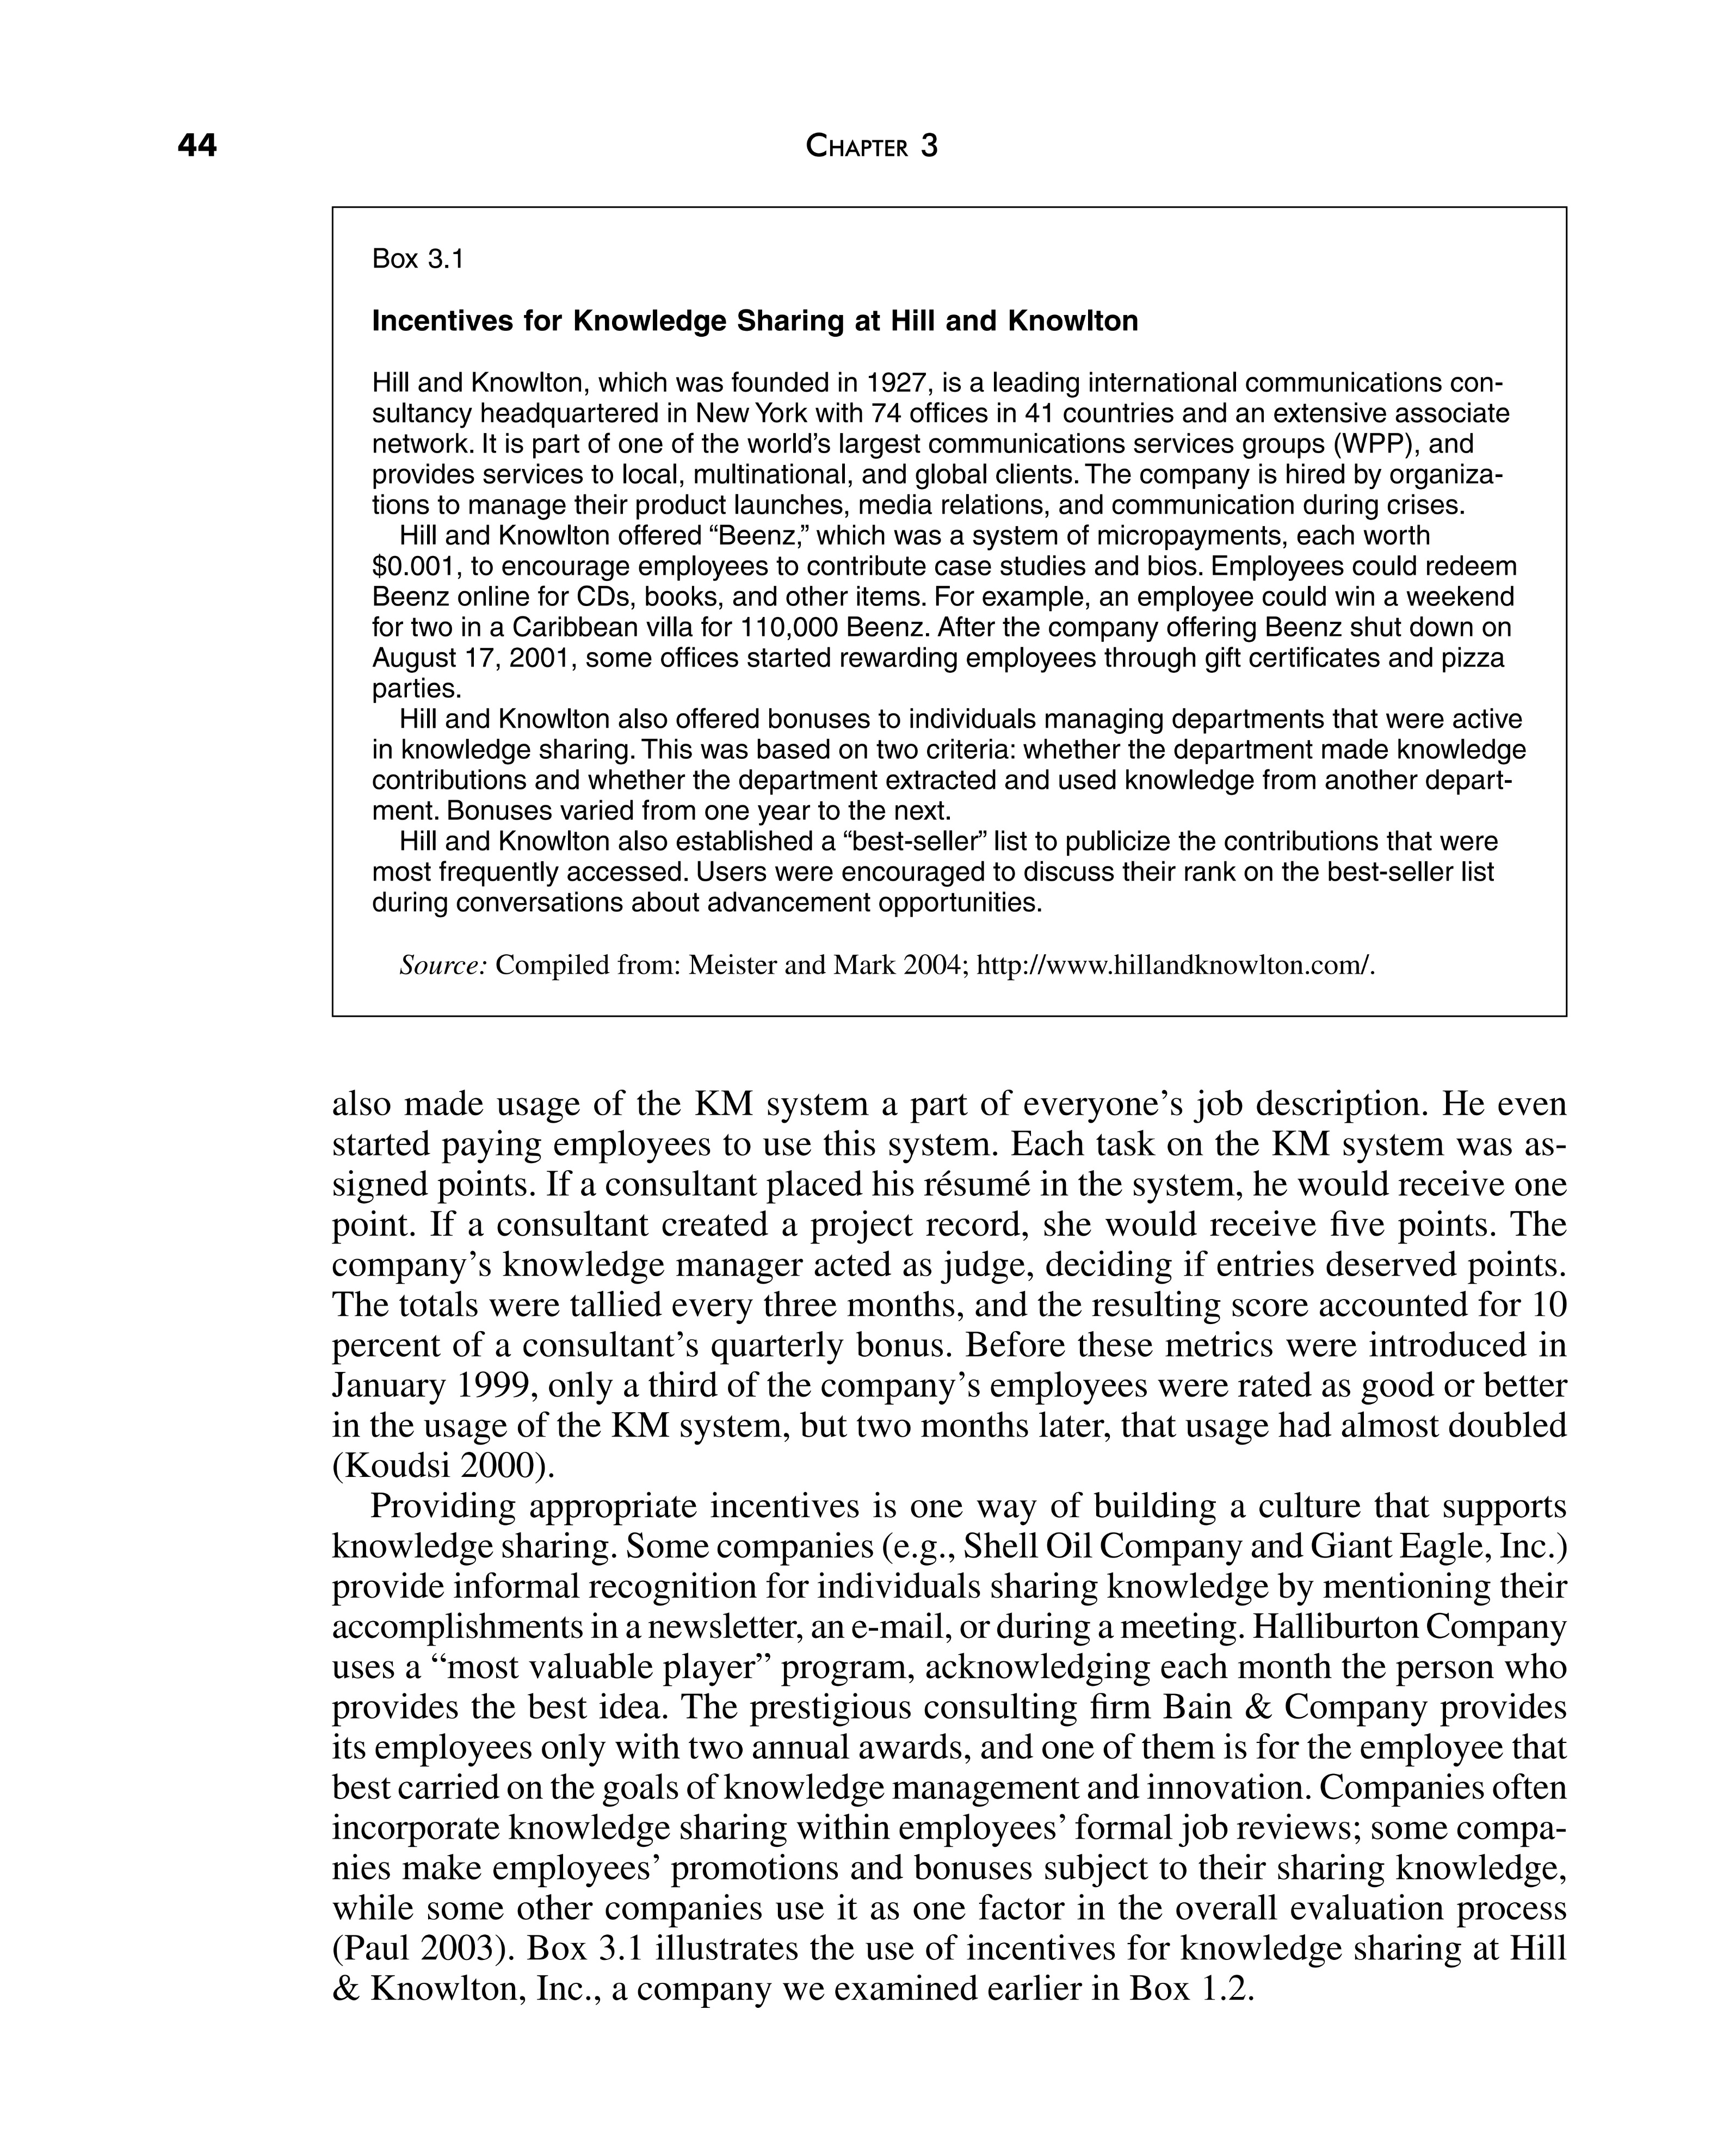 44
CHAPTER 3
Box 3.1
Incentives for Knowledge Sharing at Hill and Knowlton
Hill and Knowlton, which was founded in 1927, is a leading international communications con-
sultancy headquartered in New York with 74 offices in 41 countries and an extensive associate
network. It is part of one of the world’s largest communications services groups (WPP), and
provides services to local, multinational, and global clients. The company is hired by organiza-
tions to manage their product launches, media relations, and communication during crises.
Hill and Knowlton offered “Beenz,” which was a system of micropayments, each worth
$0.001, to encourage employees to contribute case studies and bios. Employees could redeem
Beenz online for CDs, books, and other items. For example, an employee could win a weekend
for two in a Caribbean villa for 110,000 Beenz. After the company offering Beenz shut down on
August 17, 2001, some offices started rewarding employees through gift certificates and pizza
parties.
Hill and Knowlton also offered bonuses to individuals managing departments that were active
in knowledge sharing. This was based on two criteria: whether the department made knowledge
contributions and whether the department extracted and used knowledge from another depart-
ment. Bonuses varied from one year to the next.
Hill and Knowlton also established a “best-seller” list to publicize the contributions that were
most frequently accessed. Users were encouraged to discuss their rank on the best-seller list
during conversations about advancement opportunities.
Source: Compiled from: Meister and Mark 2004; http://www.hillandknowlton.com/.
also made usage of the KM system a part of everyone’s job description. He even
started paying employees to use this system. Each task on the KM system was as-
signed points. If a consultant placed his résumé in the system, he would receive one
point. If a consultant created a project record, she would receive five points. The
company’s knowledge manager acted as judge, deciding if entries deserved points.
The totals were tallied every three months, and the resulting score accounted for 10
percent of a consultant’s quarterly bonus. Before these metrics were introduced in
January 1999, only a third of the company’s employees were rated as good or better
in the usage of the KM system, but two months later, that usage had almost doubled
(Koudsi 2000).
Providing appropriate incentives is one way of building a culture that supports
knowledge sharing. Some companies (e.g., Shell Oil Company and Giant Eagle, Inc.)
provide informal recognition for individuals sharing knowledge by mentioning their
accomplishments in a newsletter, an e-mail, or during a meeting. Halliburton Company
uses a “most valuable player” program, acknowledging each month the person who
provides the best idea. The prestigious consulting firm Bain & Company provides
its employees only with two annual awards, and one of them is for the employee that
best carried on the goals of knowledge management and innovation. Companies often
incorporate knowledge sharing within employees’ formal job reviews; some compa-
nies make employees’ promotions and bonuses subject to their sharing knowledge,
while some other companies use it as one factor in the overall evaluation process
(Paul 2003). Box 3.1 illustrates the use of incentives for knowledge sharing at Hill
& Knowlton, Inc., a company we examined earlier in Box 1.2.